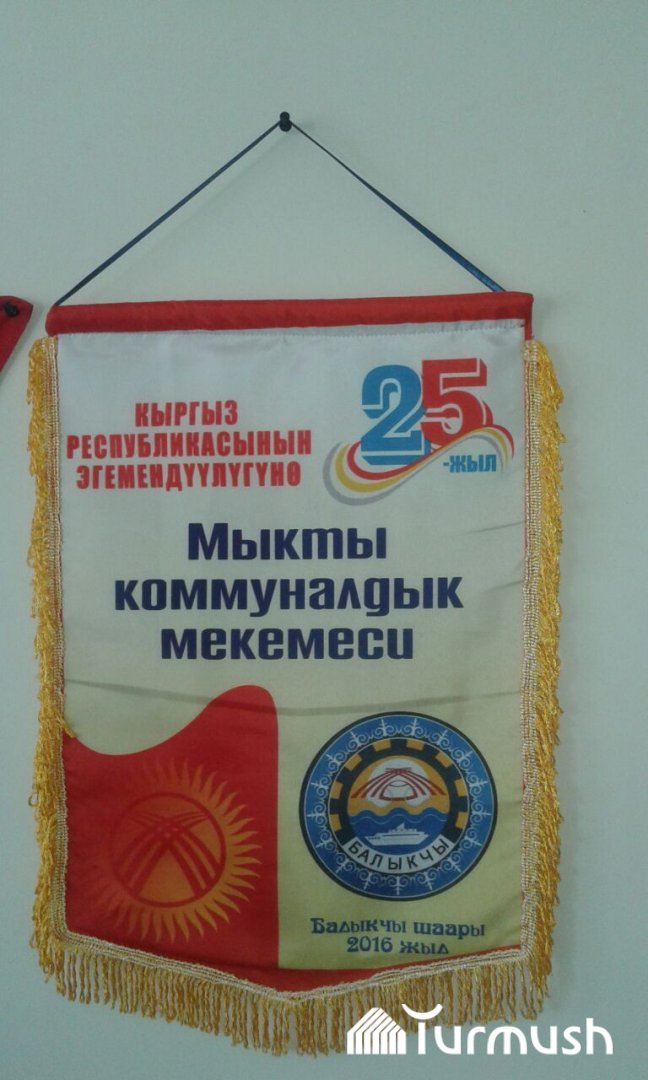 КЫРГЫЗ
РЕСПУБЛИКАСЫНЫН
ЭГЕМЕНДҮҮЛҮГҮНӨ
25
-ЖЫЛ
Мыкты
коммуналдык
мекемеси
БАЛЫКЧЫ
Балыкчы шаары
2016 жыл
Turmush